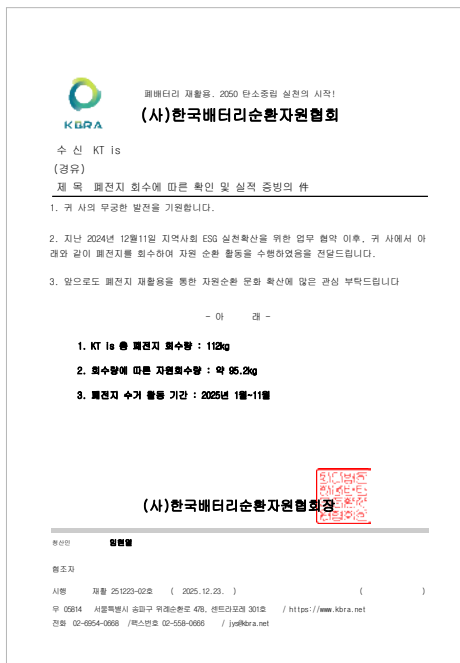 폐배터리 재활용, 2050 탄소중립 실천의 시작!
KBRA
(사)한국배터리순환자원협회
수 신 KT is
(경유)
제 목 폐전지 회수에 따른 확인 및 실적 증빙의 件
1. 귀 사의 무궁한 발전을 기원합니다.
2. 지난 2024년 12월11일 지역사회 ESG 실천확산을 위한 업무 협약 이후, 귀 사에서 아
래와 같이 폐전지를 회수하여 자원 순환 활동을 수행하였음을 전달드립니다.
3. 앞으로도 폐전지 재활용을 통한 자원순환 문화 확산에 많은 관심 부탁드립니다
- 아 래 -
1. KT is 총 폐전지 회수량 : 112kg
2. 회수량에 따른 자원회수량 : 약 95.2kg
3. 폐전지 수거 활동 기간 : 2025년 1월~11월
(사)한국배터리순환자원협회장
임현열
협조자
시행 재활 251223-02호 ( 2025.12.23. ) ( )
우 05814 서울특별시 송파구 위례순환로 478, 센트라포레 301호 / https://www.kbra.net
전화 02-6954-0668 /팩스번호 02-558-0666 / jys@kbra.net